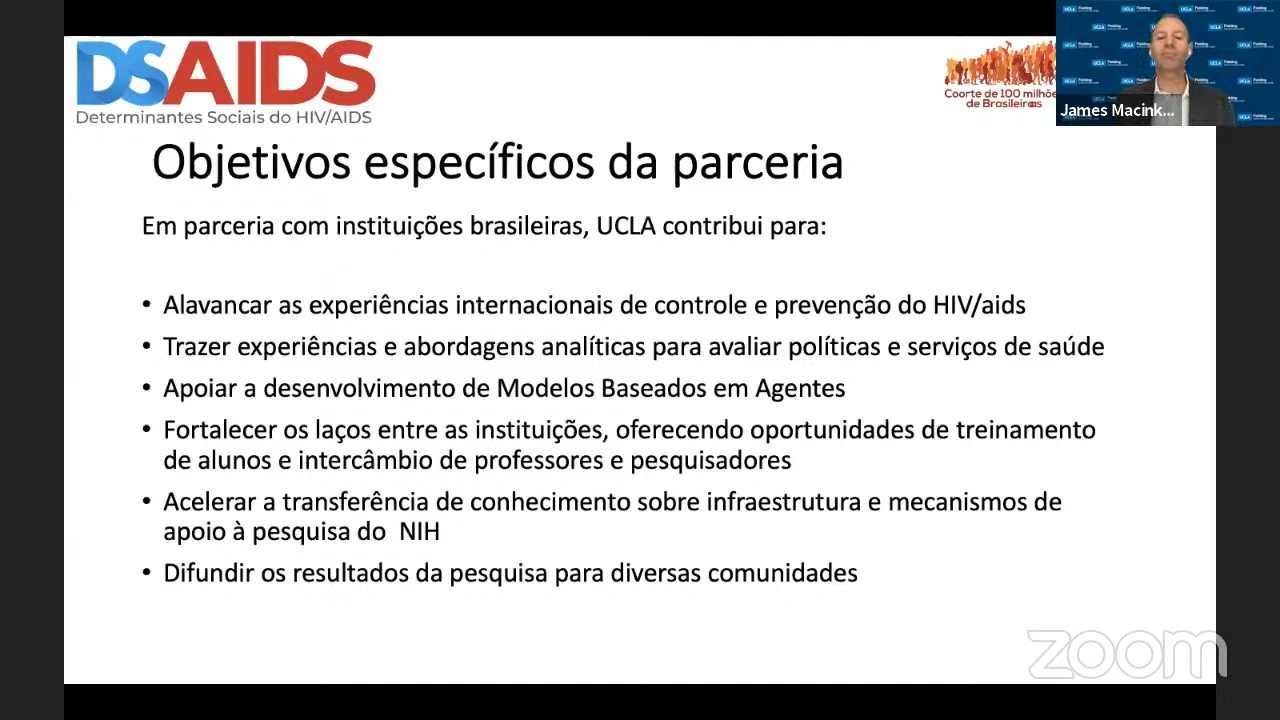 DSAIDS
Determinantes Sociais do HIV/AIDS
Coorte de 100 milhõe
de Brasileiros
UCLA Fielding
James Macink...
Objetivos específicos da parceria
Em parceria com instituições brasileiras, UCLA contribui para:
• Alavancar as experiências internacionais de controle e prevenção do HIV/aids
• Trazer experiências e abordagens analíticas para avaliar políticas e serviços de saúde
• Apoiar a desenvolvimento de Modelos Baseados em Agentes
• Fortalecer os laços entre as instituições, oferecendo oportunidades de treinamento
de alunos e intercâmbio de professores e pesquisadores
• Acelerar a transferência de conhecimento sobre infraestrutura e mecanismos de
apoio à pesquisa do NIH
• Difundir os resultados da pesquisa para diversas comunidades
zoom